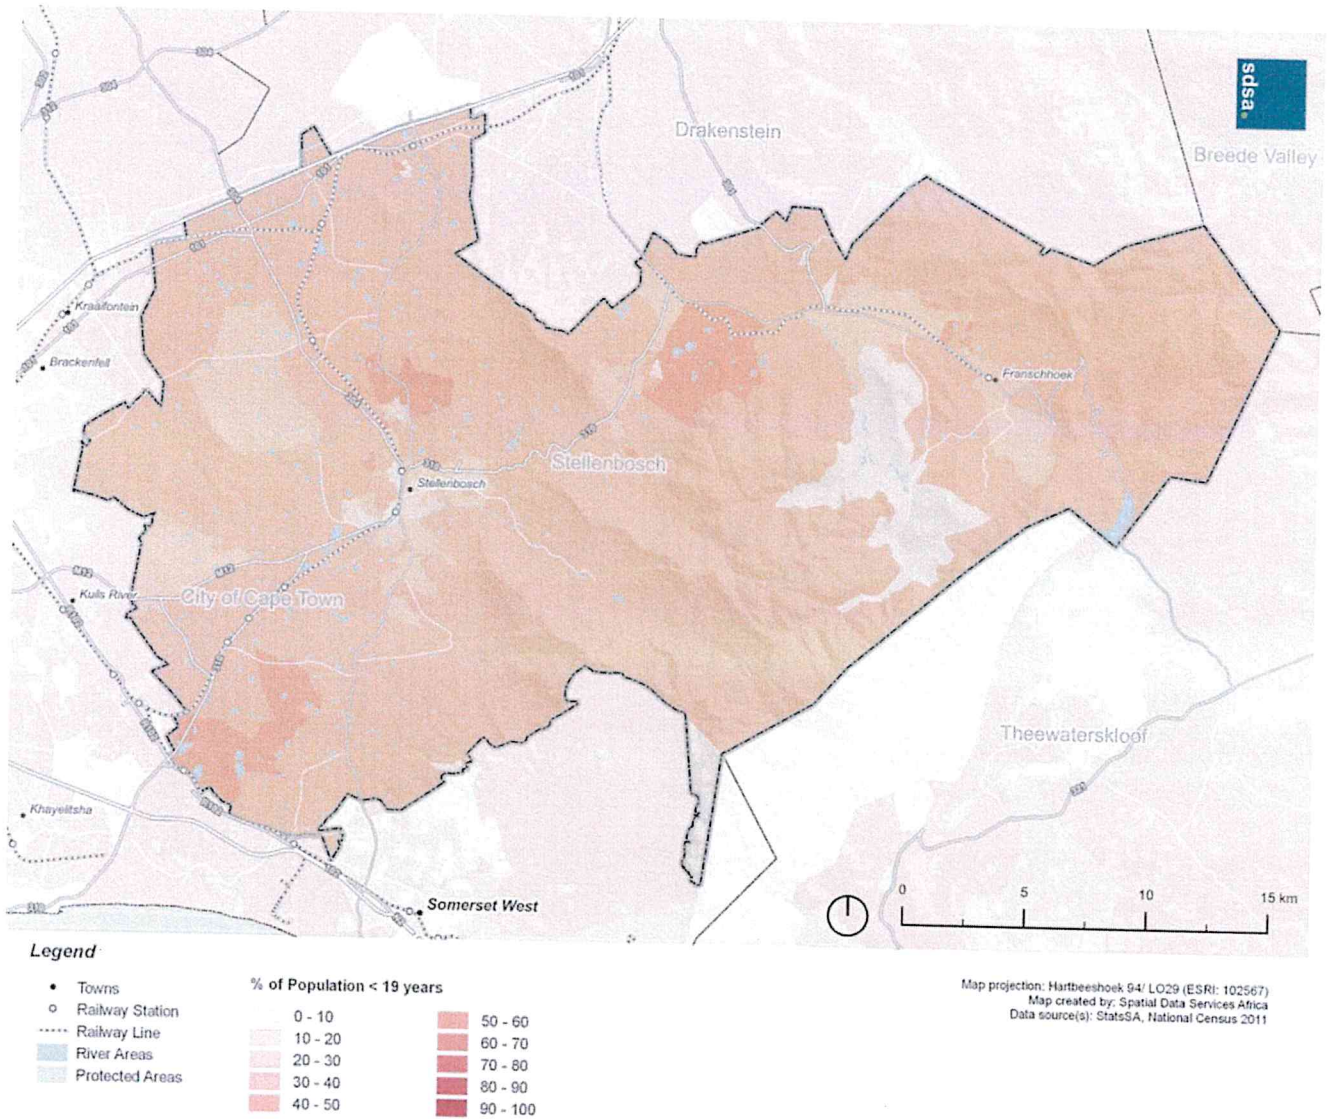 sdsa.
Drakenstein
Breede Valley
Kraaifontein
Brackenfell
Franschhoek
Stellenbosch
Stellenbosch
M12
M12
Kuils River
City of Cape Town
Theewaterskloof
Khayelitsha
Somerset West
0
5
10
15 km
Legend
Towns
Railway Station
Railway Line
River Areas
Protected Areas
% of Population < 19 years
0 - 10
10 - 20
20 - 30
30 - 40
40 - 50
50 - 60
60 - 70
70 - 80
80 - 90
90 - 100
Map projection: Hartbeeshoek 94/ LO29 (ESRI: 102567)
Map created by: Spatial Data Services Africa
Data source(s): StatsSA, National Census 2011